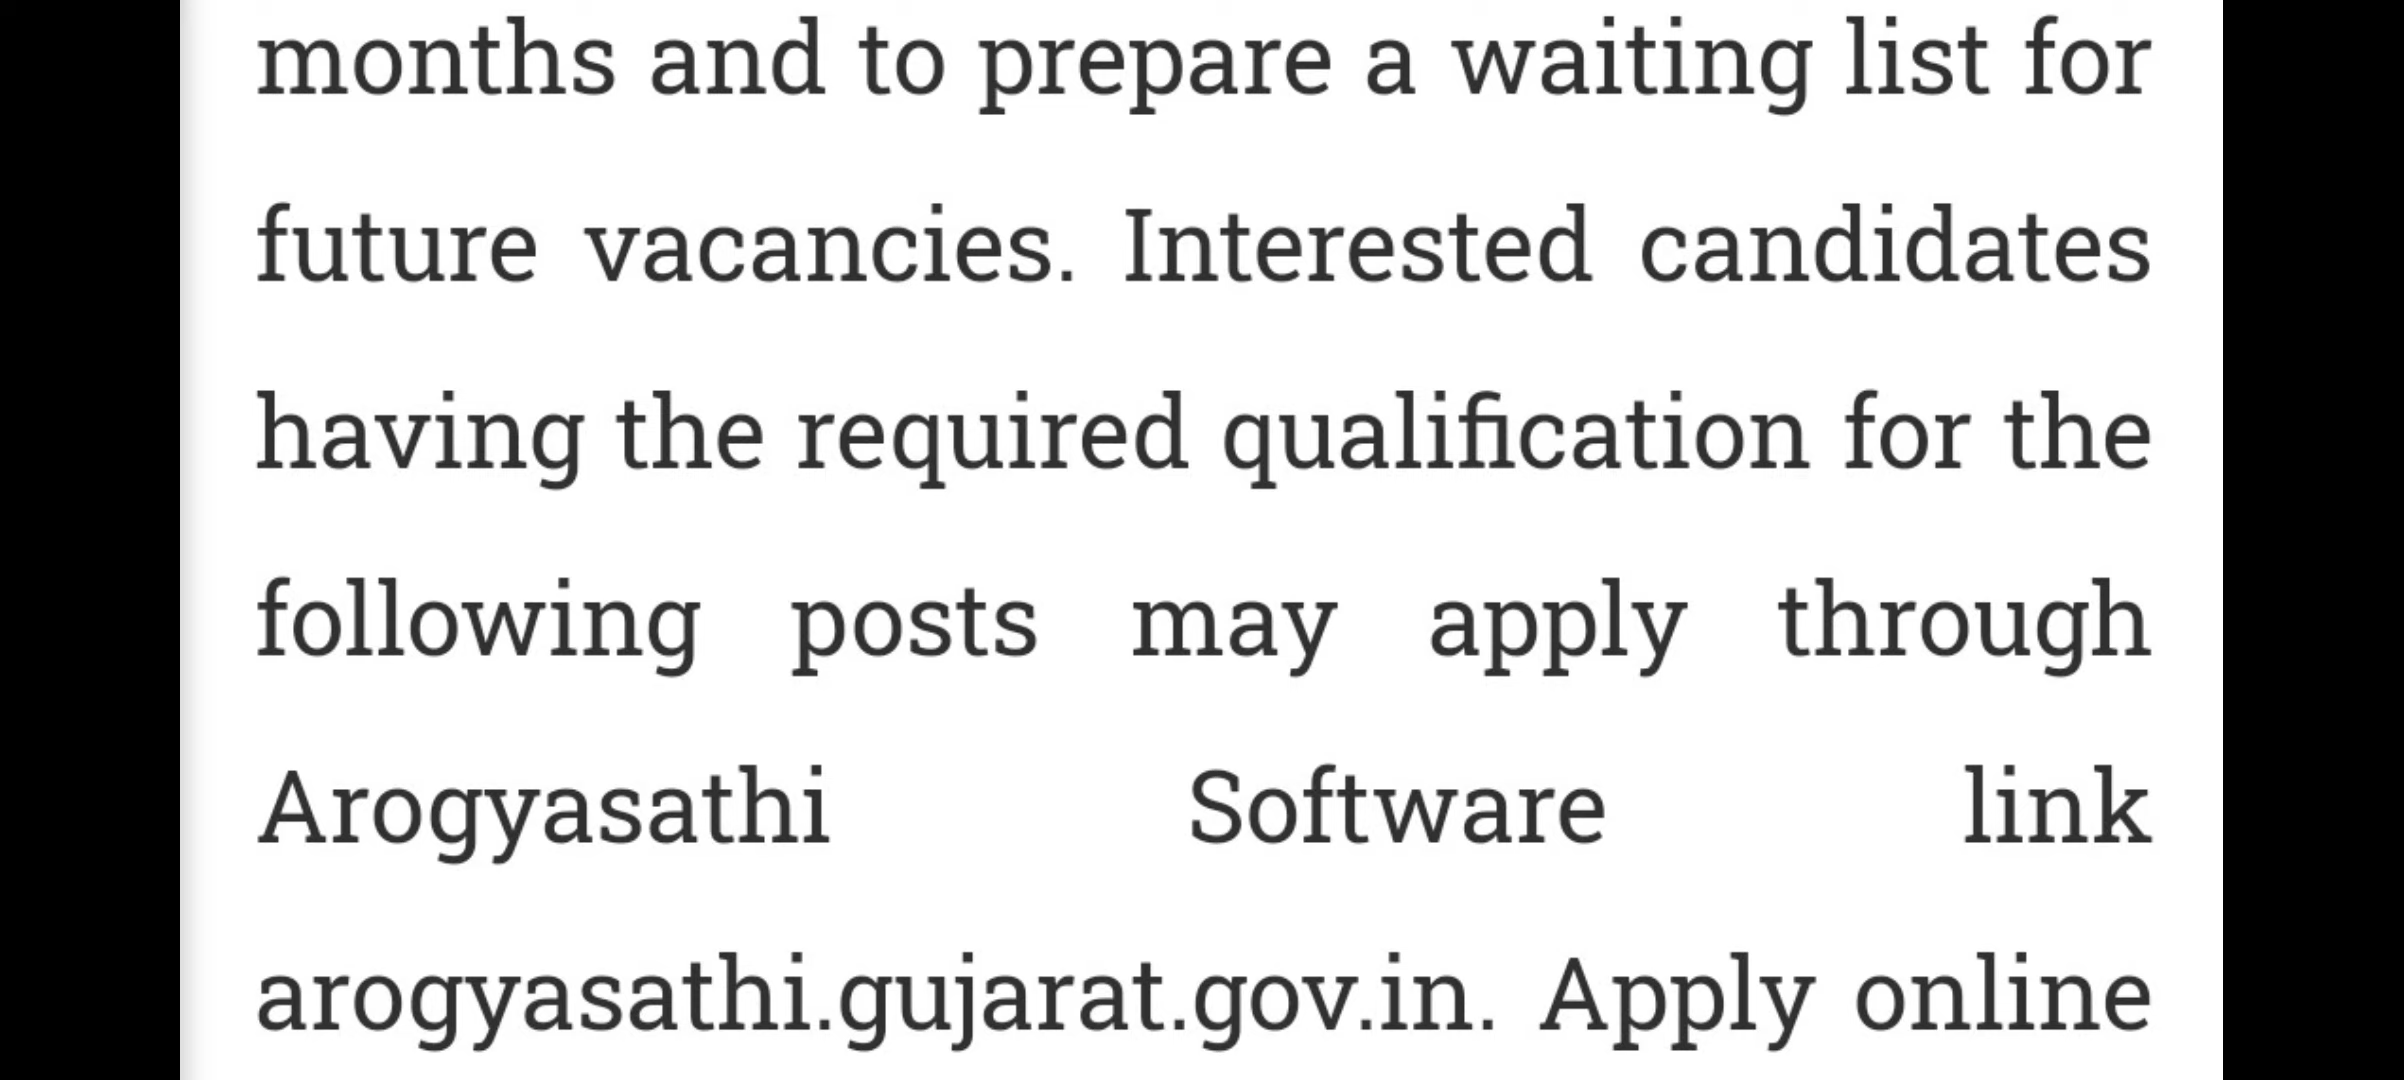 months and to prepare a waiting list for
future vacancies. Interested candidates
having the required qualification for the
following posts may apply through
Arogyasathi Software link
arogyasathi.gujarat.gov.in. Apply online